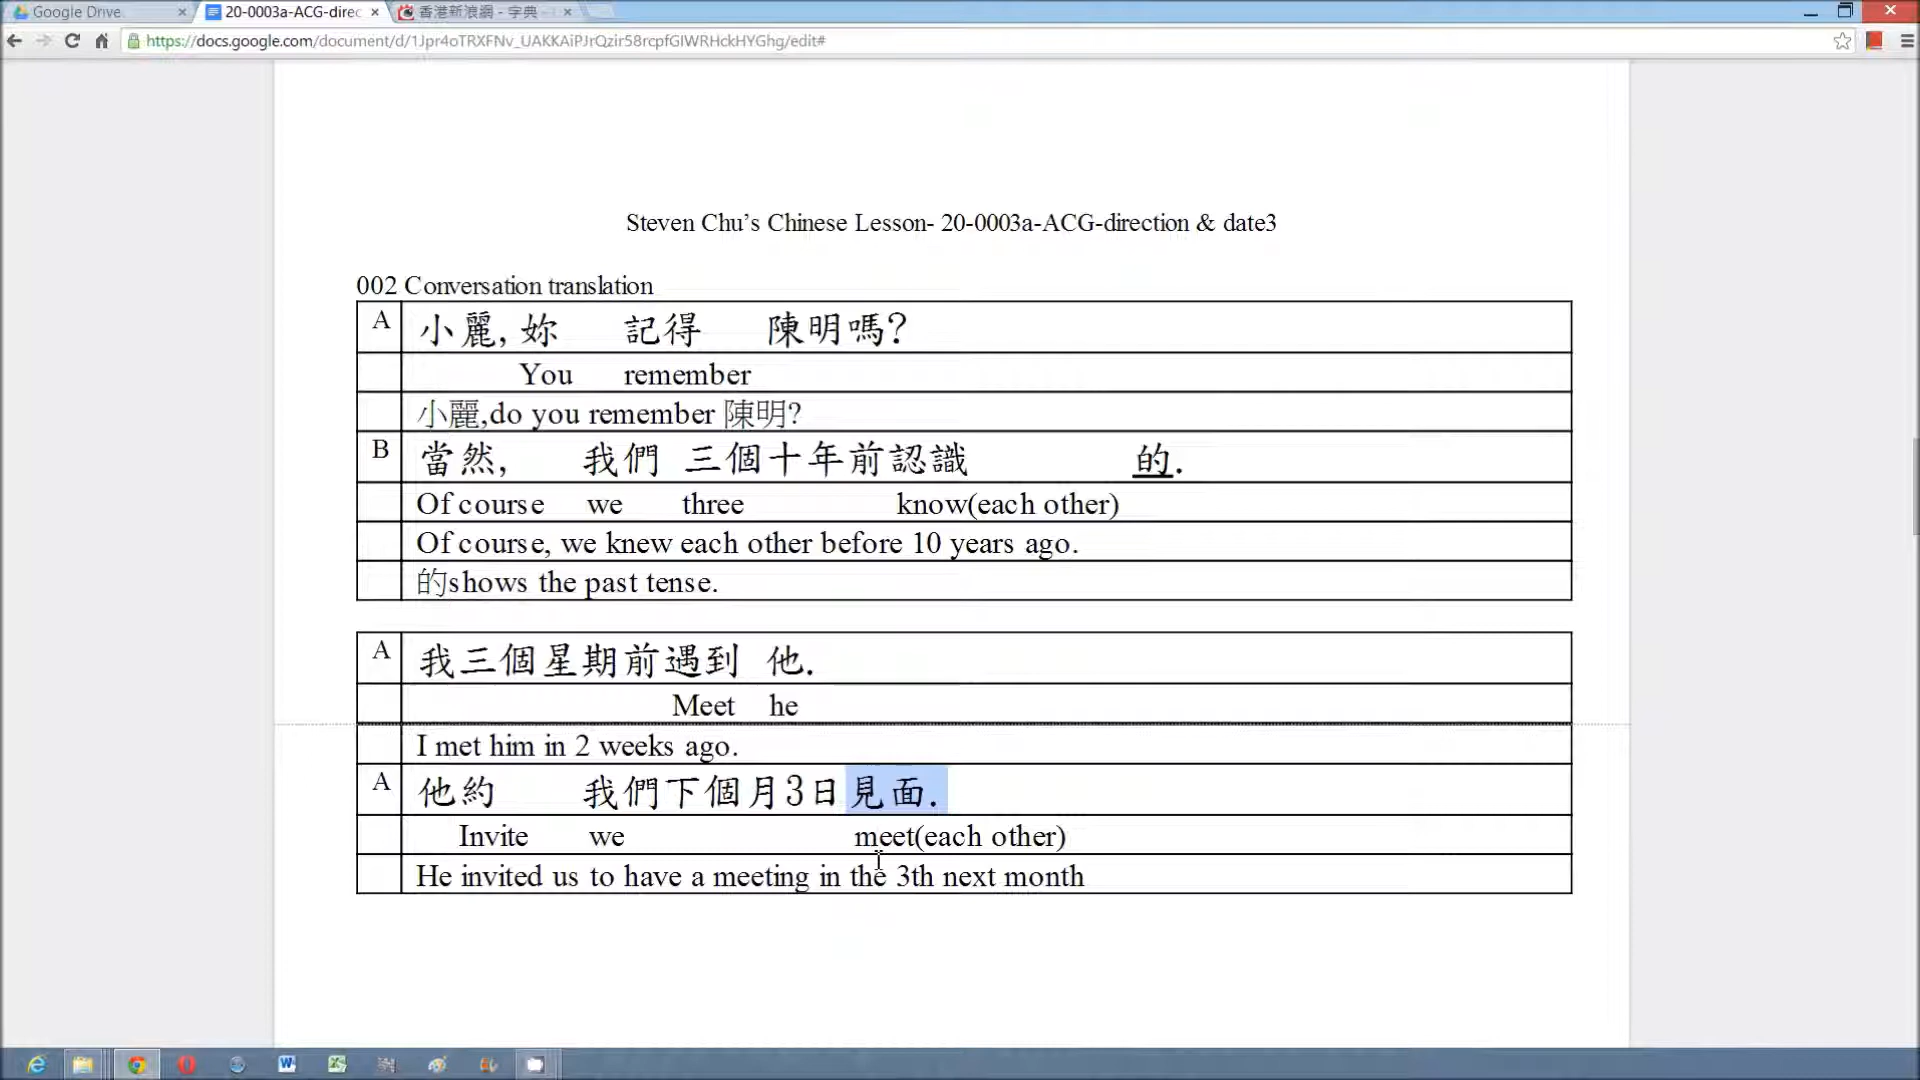 Google Drive
20-0003a-ACG-direc
香港新浪網 - 字典
https://docs.google.com/document/d/1Jpr4oTRXFNv_UAKKAiPJrQzir58rcpfGIWRHckHYGhg/edit#
Steven Chu’s Chinese Lesson- 20-0003a-ACG-direction & date3
002 Conversation translation
A 小麗, 妳 記得 陳明嗎?
You remember
小麗,do you remember 陳明?
B 當然, 我們 三個十年前認識 的.
Of course we three know(each other)
Of course, we knew each other before 10 years ago.
的shows the past tense.
A 我三個星期前遇到 他.
Meet he
I met him in 2 weeks ago.
A 他約 我們下個月3日見面.
Invite we meet(each other)
He invited us to have a meeting in the 3th next month